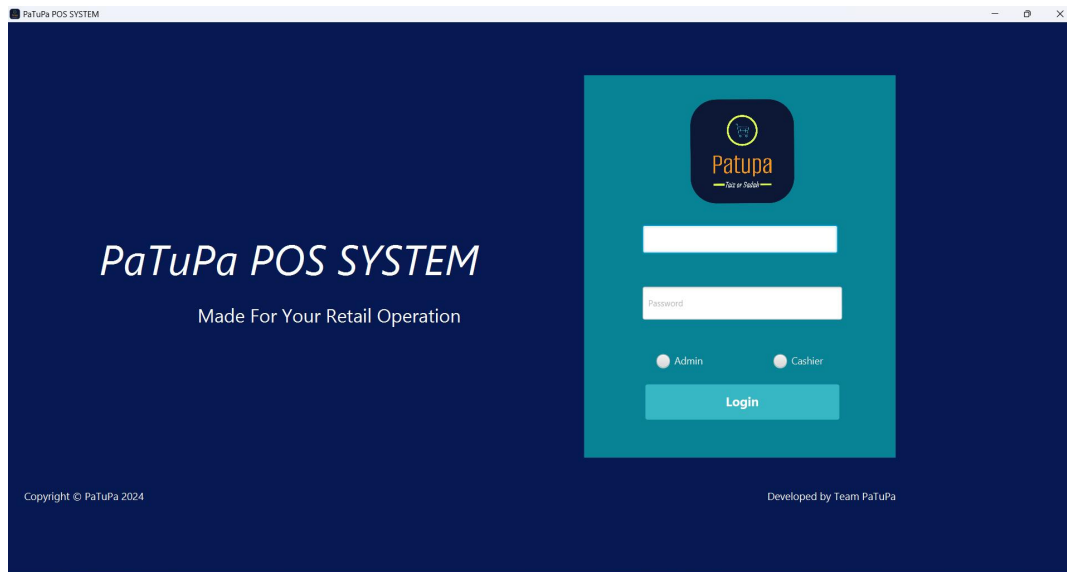 PaTuPa POS SYSTEM
PaTuPa POS SYSTEM
Made For Your Retail Operation
Patupa
Password
Admin
Cashier
Login
Copyright © PaTuPa 2024
Developed by Team PaTuPa